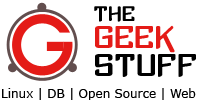 G
THE
GEEK
STUFF
Linux | DB | Open Source | Web